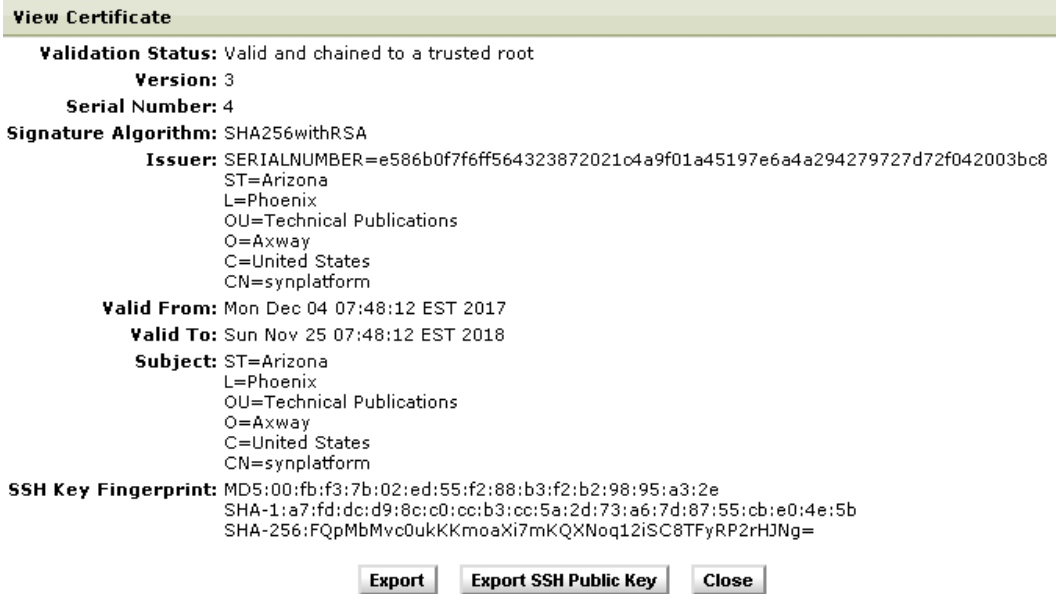 View Certificate
Validation Status: Valid and chained to a trusted root
Version: 3
Serial Number: 4
Signature Algorithm: SHA256withRSA
Issuer: SERIALNUMBER=e586b0f7f6ff564323872021c4a9f01a45197e6a4a294279727d72f042003bc8
ST=Arizona
L=Phoenix
OU=Technical Publications
O=Axway
C=United States
CN=synplatform
Valid From: Mon Dec 04 07:48:12 EST 2017
Valid To: Sun Nov 25 07:48:12 EST 2018
Subject: ST=Arizona
L=Phoenix
OU=Technical Publications
O=Axway
C=United States
CN=synplatform
SSH Key Fingerprint: MD5:00:fb:f3:7b:02:ed:55:f2:88:b3:f2:b2:98:95:a3:2e
SHA-1:a7:fd:dc:d9:8c:c0:cc:b3:cc:5a:2d:73:a6:7d:87:55:cb:e0:4e:5b
SHA-256:FQpMbMvc0ukKKmoaXi7mKQXNoq12iSC8TFyRP2rHJNg=
Export Export SSH Public Key Close